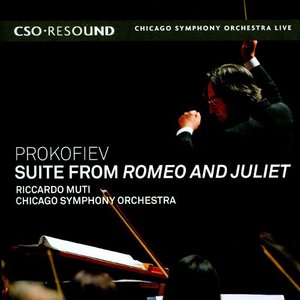 CSO·RESOUND
CHICAGO SYMPHONY ORCHESTRA LIVE
PROKOFIEV
SUITE FROM ROMEO AND JULIET
RICCARDO MUTI
CHICAGO SYMPHONY ORCHESTRA